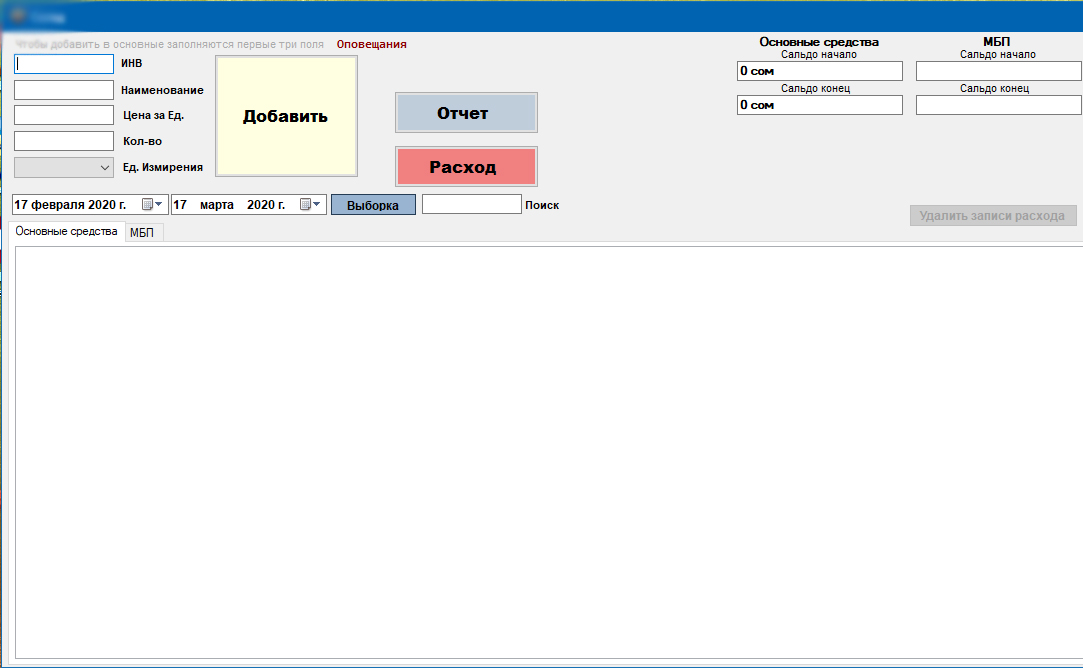 Чтобы добавить в основные заполняются первые три поля
Оповещания
ИНВ
Наименование
Цена за Ед.
Кол-во
Ед. Измирения
Добавить
Отчет
Расход
Основные средства
Сальдо начало
0 сом
Сальдо конец
0 сом
МБП
Сальдо начало
Сальдо конец
17 февраля 2020 г.
17 марта 2020 г.
Выборка
Поиск
Удалить записи расхода
Основные средства
МБП